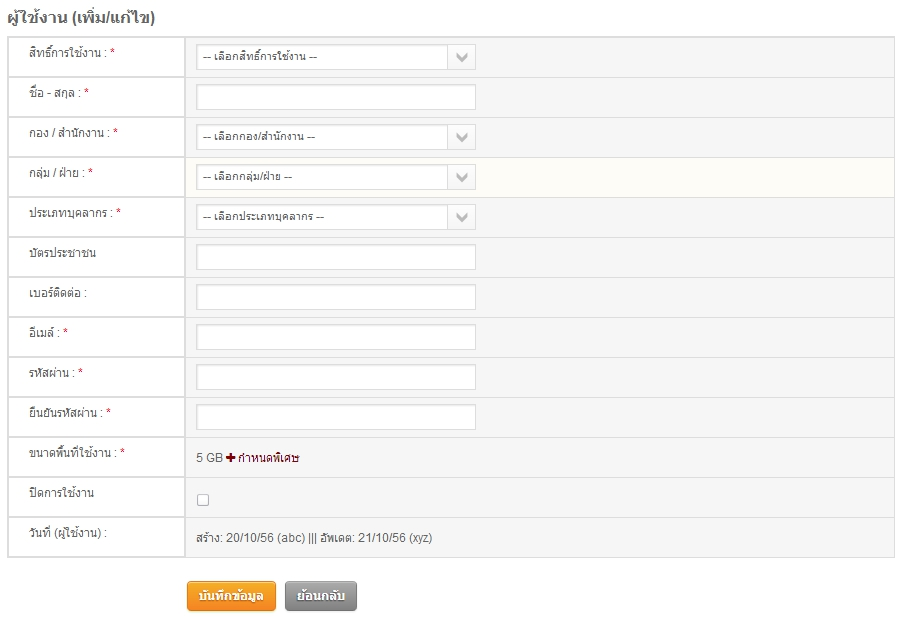 ผู้ใช้งาน (เพิ่ม/แก้ไข)
สิทธิ์การใช้งาน : * -- เลือกสิทธิ์การใช้งาน --
ชื่อ - สกุล : *
กอง / สำนักงาน : * -- เลือกกอง/สำนักงาน --
กลุ่ม / ฝ่าย : * -- เลือกกลุ่ม/ฝ่าย --
ประเภทบุคลากร : * -- เลือกประเภทบุคลากร --
บัตรประชาชน
เบอร์ติดต่อ :
อีเมล์ : *
รหัสผ่าน : *
ยืนยันรหัสผ่าน : *
ขนาดพื้นที่ใช้งาน : * 5 GB กำหนดพิเศษ
ปิดการใช้งาน
วันที่ (ผู้ใช้งาน) : สร้าง: 20/10/56 (abc) ||| อัพเดต: 21/10/56 (xyz)
บันทึกข้อมูล ย้อนกลับ